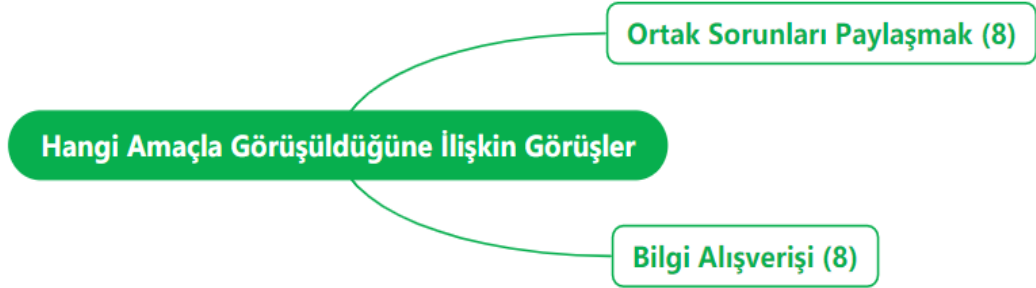 Ortak Sorunları Paylaşmak (8)
Hangi Amaçla Görüşüldüğüne İlişkin Görüşler
Bilgi Alışverişi (8)